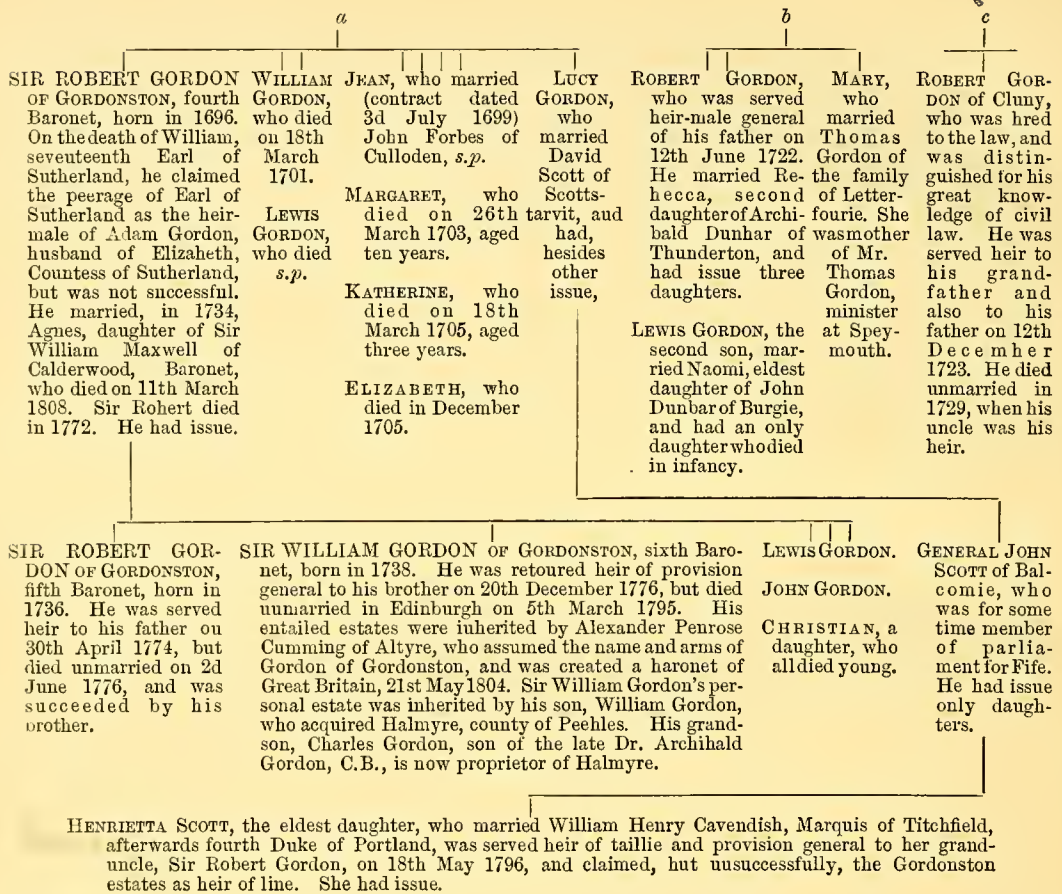 a
b
c
SIR ROBERT GORDON
OF GORDONSTON, fourth
Baronet, born in 1696.
On the death of William,
seveuteenth Earl of
Sutherland, he claimed
the peerage of Earl of
Sutherland as the heir-
male of Adam Gordon,
husband of Elizaheth,
Countess of Sutherland,
but was not successful.
He married, in 1734,
Agnes, daughter of Sir
William Maxwell of
Calderwood, Baronet,
who died on 11th March
1808. Sir Rohert died
in 1772. He had issue.
WILLIAM
GORDON,
who died
on 18th
March
1701.
LEWIS
GORDON,
who died
s.p.
JEAN, who married
(contract dated
3d July 1699)
John Forbes of
Culloden, s.p.
MARGARET, who
died on 26th
March 1703, aged
ten years.
KATHERINE, who
died on 18th
March 1705, aged
three years.
ELIZABETH, who
died in December
1705.
LUCY
GORDON,
who
married
David
Scott of
Scotts-
tarvit, aud
had,
hesides
other
issue,
ROBERT GORDON,
who was served
heir-male general
of his father on
12th June 1722.
He married Re-
hecca, second
daughter of Archi-
bald Dunhar of
Thunderton, and
had issue three
daughters.
LEWIS GORDON, the
second son, mar-
ried Naomi, eldest
daughter of John
Dunbar of Burgie,
and had an only
daughter who died
in infancy.
MARY,
who
married
Thomas
Gordon of
the family
of Letter-
fourie. She
was mother
of Mr.
Thomas
Gordon,
minister
at Spey-
mouth.
ROBERT GOR-
DON of Cluny,
who was hred
to the law, and
was distin-
guished for his
great know-
ledge of civil
law. He was
served heir to
his grand-
father and
also to his
father on 12th
Decemher
1723. He died
unmarried in
1729, when his
uncle was his
heir.
SIR ROBERT GOR-
DON OF GORDONSTON,
fifth Baronet, born in
1736. He was served
heir to his father ou
30th April 1774, but
died unmarried on 2d
June 1776, and was
succeeded by his
brother.
SIR WILLIAM GORDON OF GORDONSTON, sixth Baro-
net, born in 1738. He was retoured heir of provision
general to his brother on 20th December 1776, but died
unmarried in Edinburgh on 5th March 1795. His
entailed estates were iuherited by Alexander Penrose
Cumming of Altyre, who assumed the name and arms of
Gordon of Gordonston, and was created a haronet of
Great Britain, 21st May 1804. Sir William Gordon's per-
sonal estate was inherited by his son, William Gordon,
who acquired Halmyre, county of Peehles. His grand-
son, Charles Gordon, son of the late Dr. Archihald
Gordon, C.B., is now proprietor of Halmyre.
LEWIS GORDON.
JOHN GORDON.
CHRISTIAN, a
daughter, who
all died young.
GENERAL JOHN
SCOTT of Bal-
comie, who
was for some
time member
of parlia-
ment for Fife.
He had issue
only daugh-
ters.
HENRIETTA SCOTT, the eldest daughter, who married William Henry Cavendish, Marquis of Titchfield,
afterwards fourth Duke of Portland, was served heir of taillie and provision general to her grand-
uncle, Sir Robert Gordon, on 18th May 1796, and claimed, hut unsuccessfully, the Gordonston
estates as heir of line. She had issue.